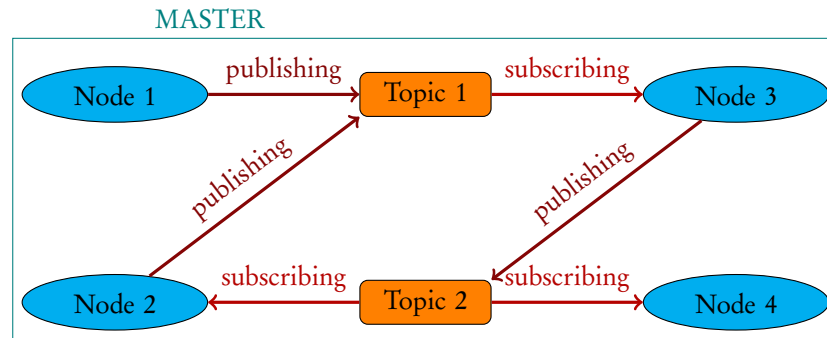 MASTER
publishing
subscribing
Node 1
Topic 1
Node 3
publishing
publishing
subscribing
subscribing
Node 2
Topic 2
Node 4